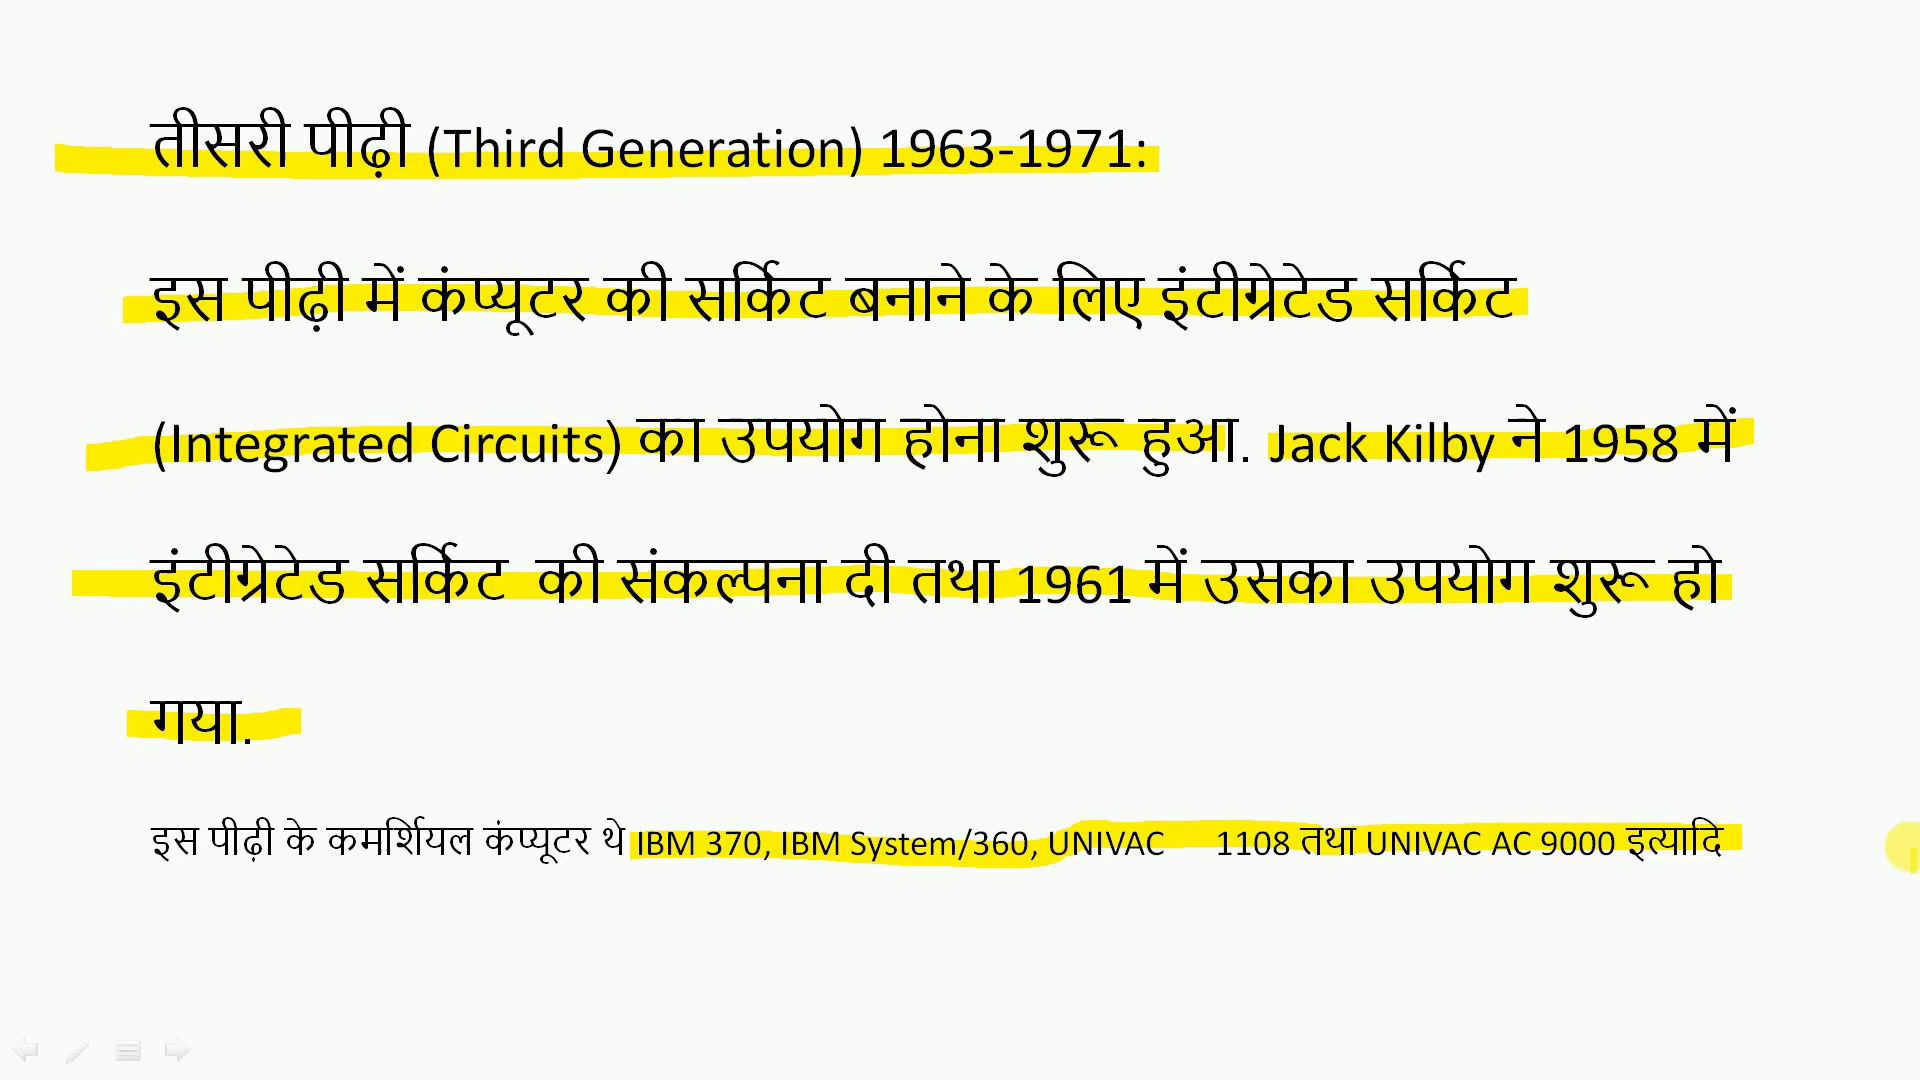 तीसरी पीढ़ी (Third Generation) 1963-1971:
इस पीढ़ी में कंप्यूटर की सर्किट बनाने के लिए इंटीग्रेटेड सर्किट
(Integrated Circuits) का उपयोग होना शुरू हुआ. Jack Kilby ने 1958 में
इंटीग्रेटेड सर्किट की संकल्पना दी तथा 1961 में उसका उपयोग शुरू हो
गया.
इस पीढ़ी के कमर्शियल कंप्यूटर थे IBM 370, IBM System/360, UNIVAC 1108 तथा UNIVAC AC 9000 इत्यादि